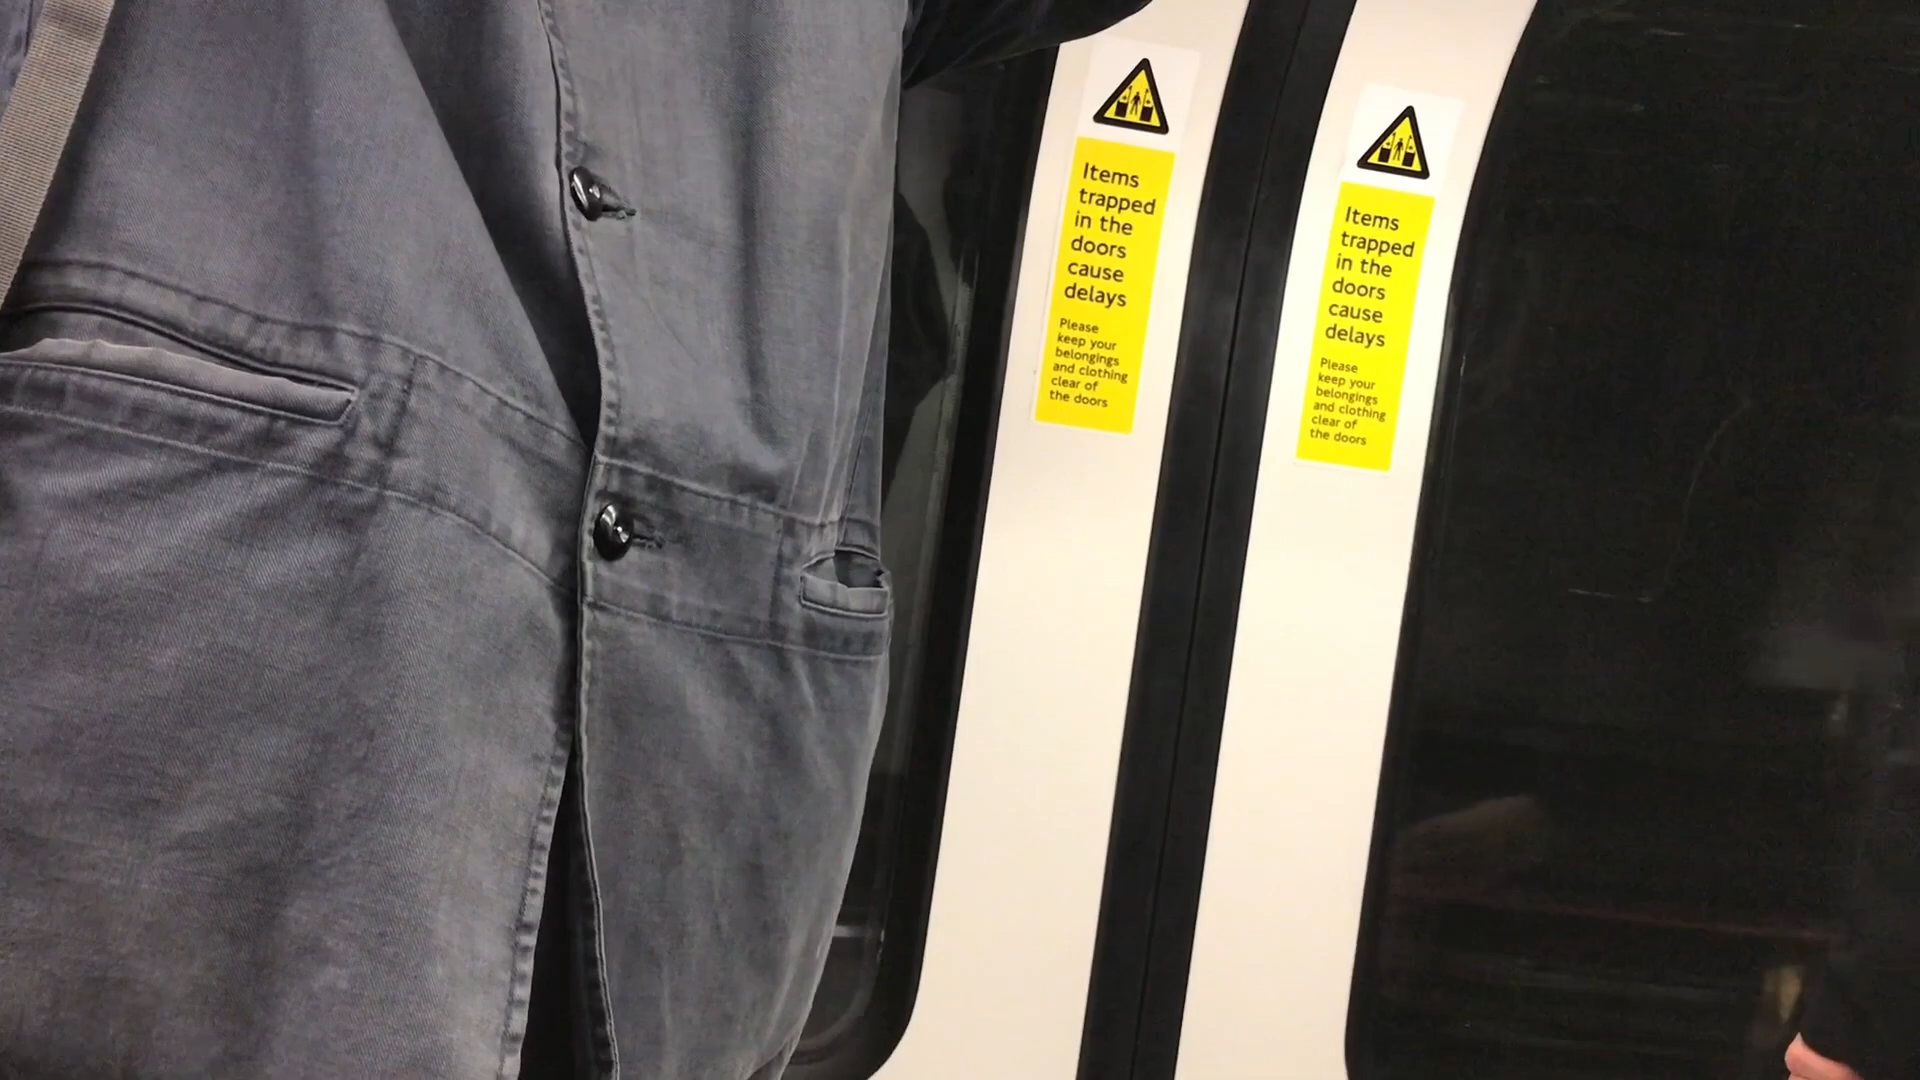 Items
trapped
in the
doors
cause
delays
Please
keep your
belongings
and clothing
clear of
the doors
Items
trapped
in the
doors
cause
delays
Please
keep your
belongings
and clothing
clear of
the doors